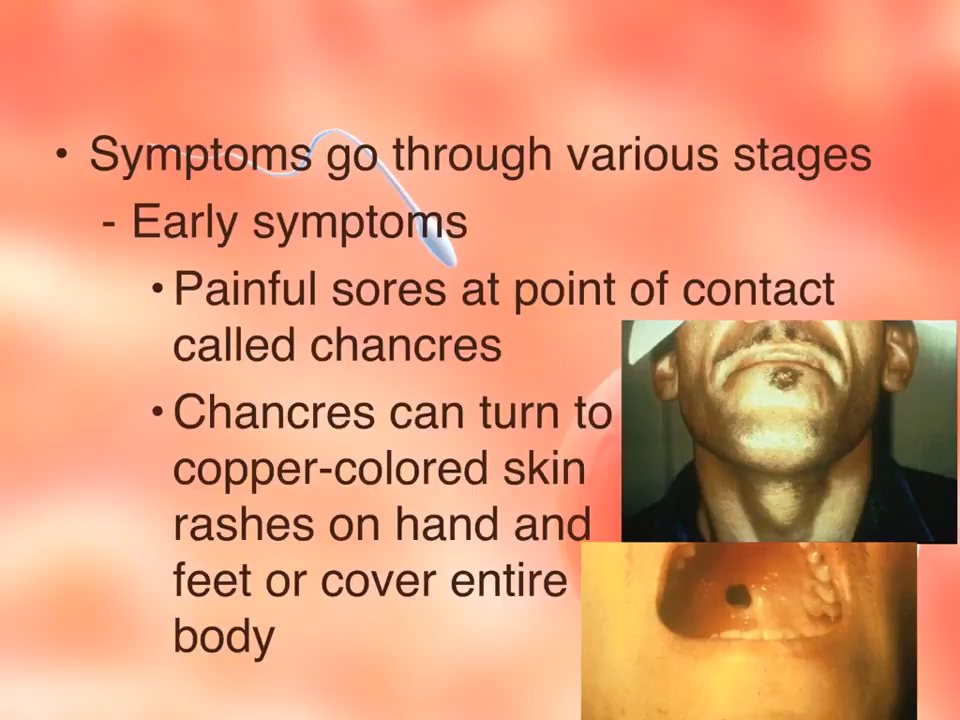 • Symptoms go through various stages
- Early symptoms
• Painful sores at point of contact
called chancres
• Chancres can turn to
copper-colored skin
rashes on hand and
feet or cover entire
body